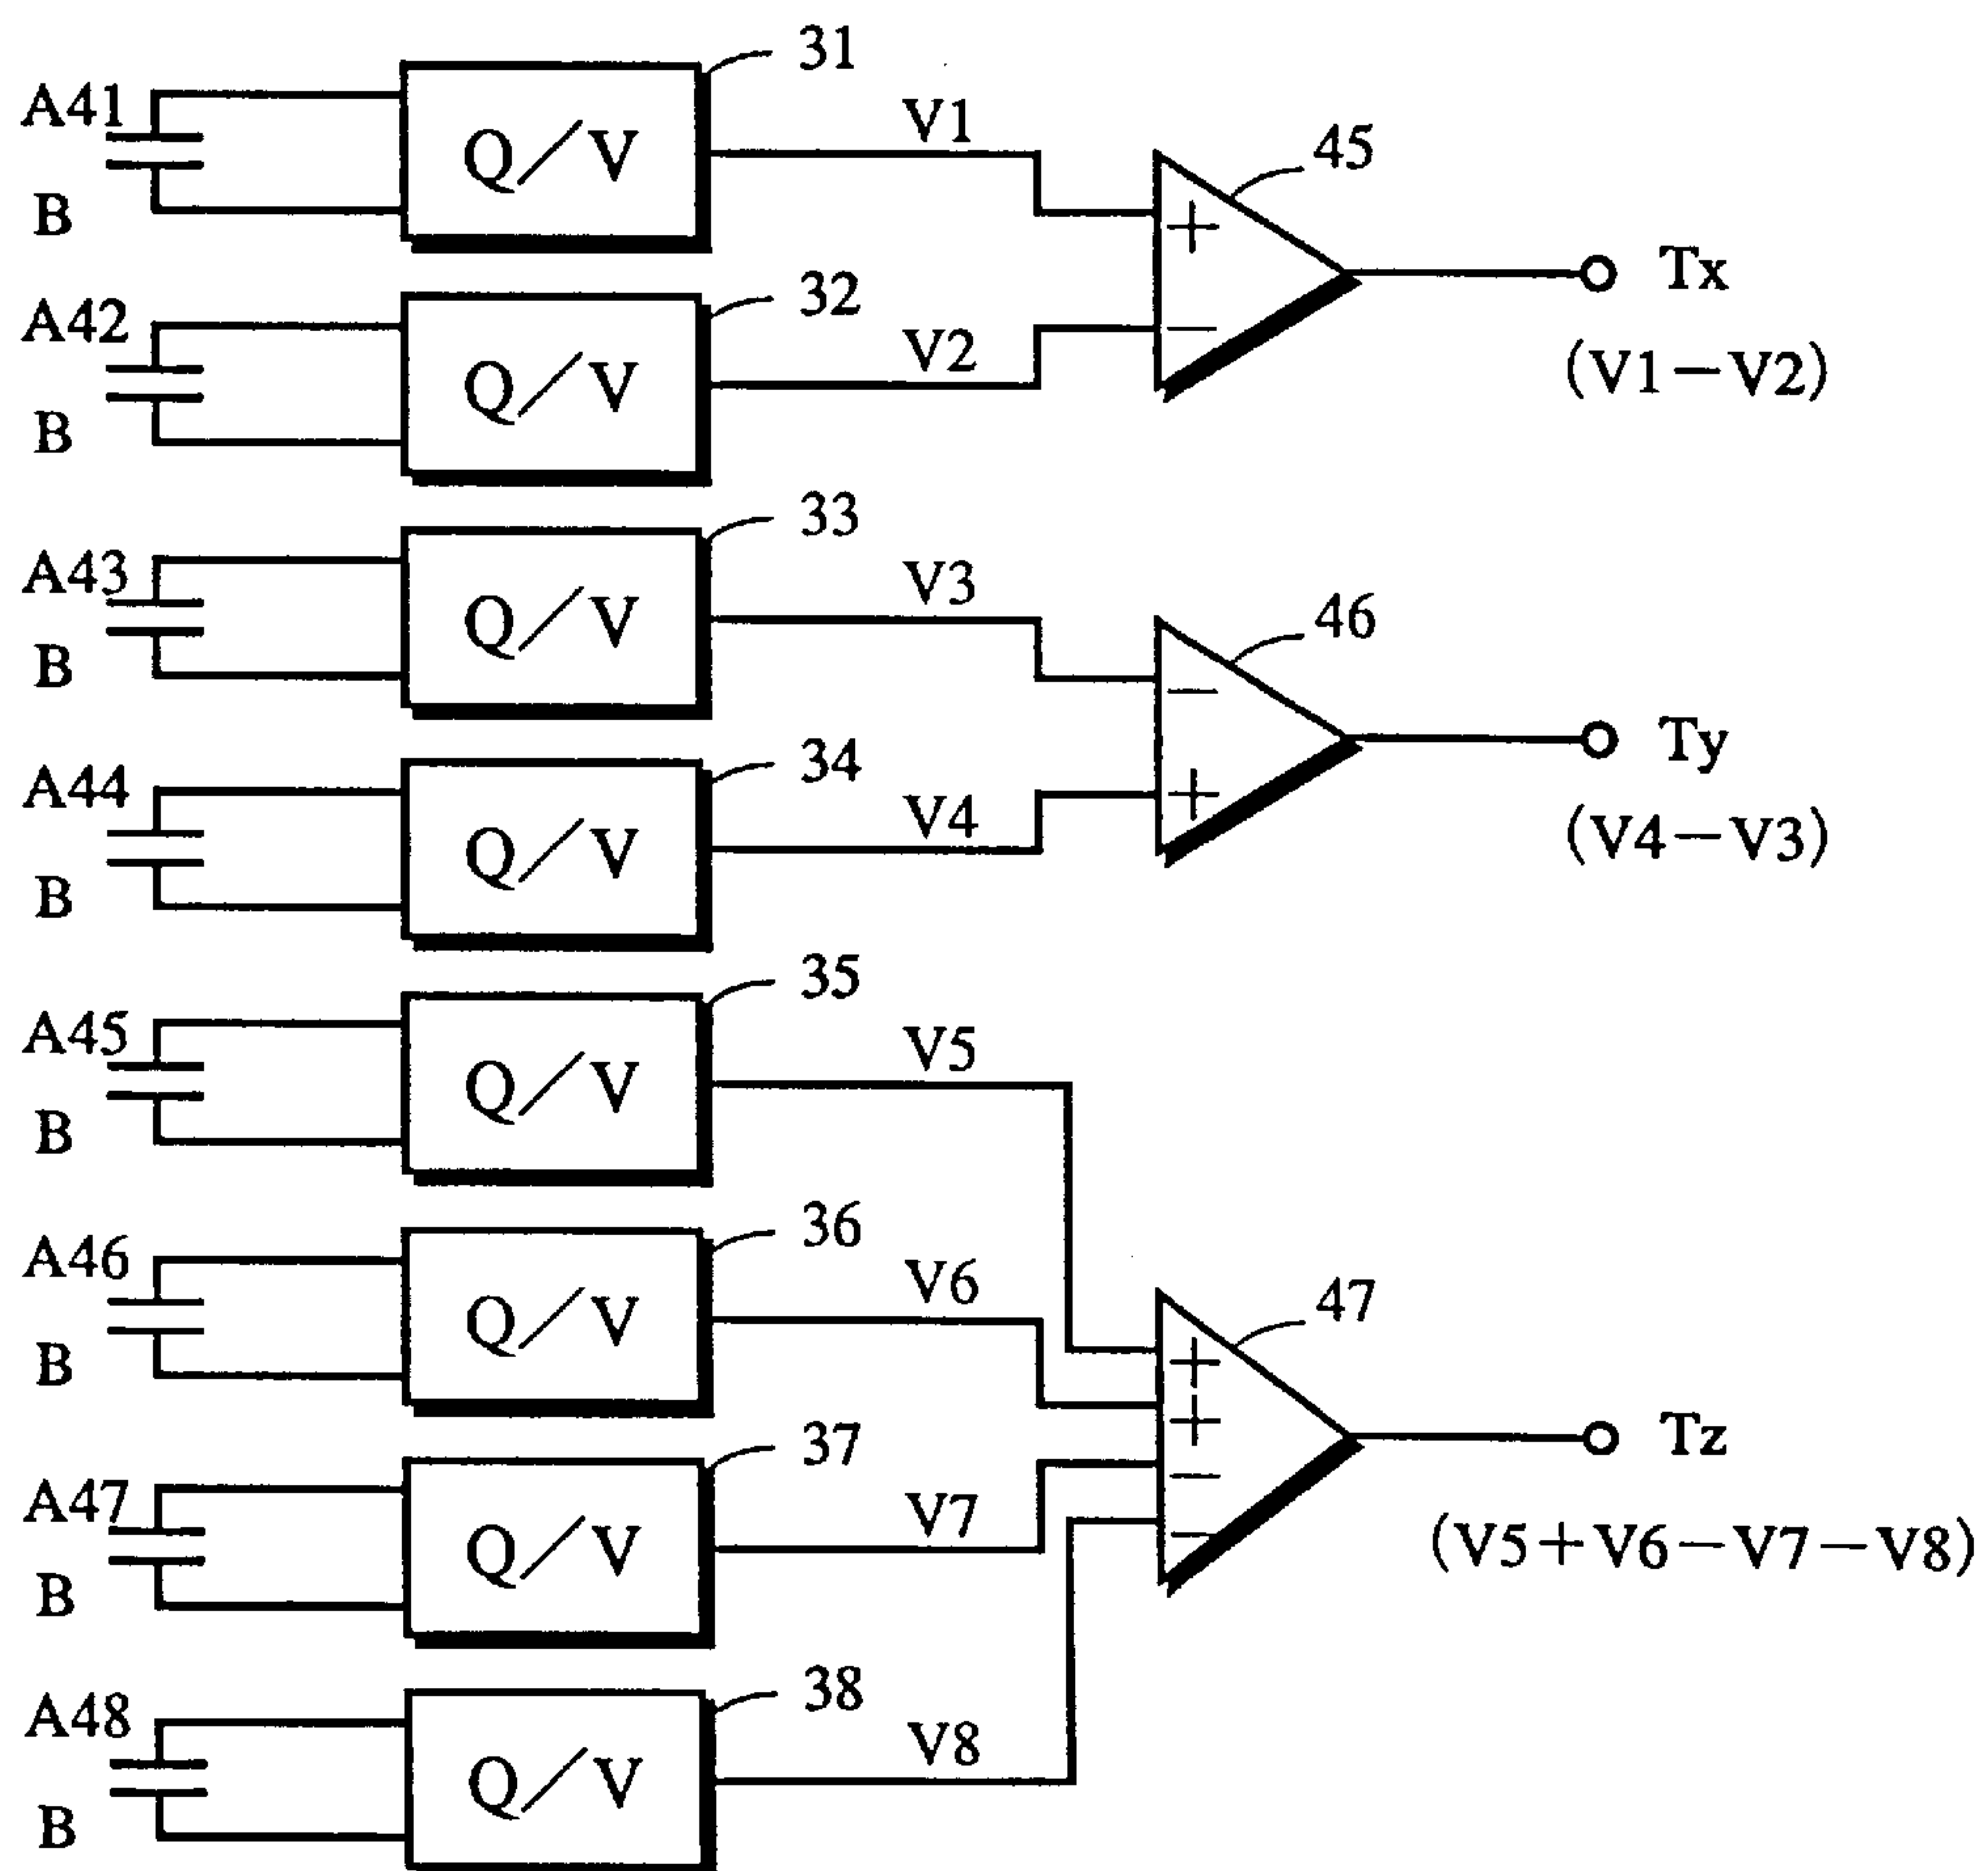 31
A41
Q/V
V1
B
45
+
−
Tx
(V1−V2)
32
A42
Q/V
V2
B
33
A43
Q/V
V3
B
46
−
+
Ty
(V4−V3)
34
A44
Q/V
V4
B
35
A45
Q/V
V5
B
36
A46
Q/V
V6
B
47
+
+
−
−
Tz
(V5+V6−V7−V8)
37
A47
Q/V
V7
B
38
A48
Q/V
V8
B